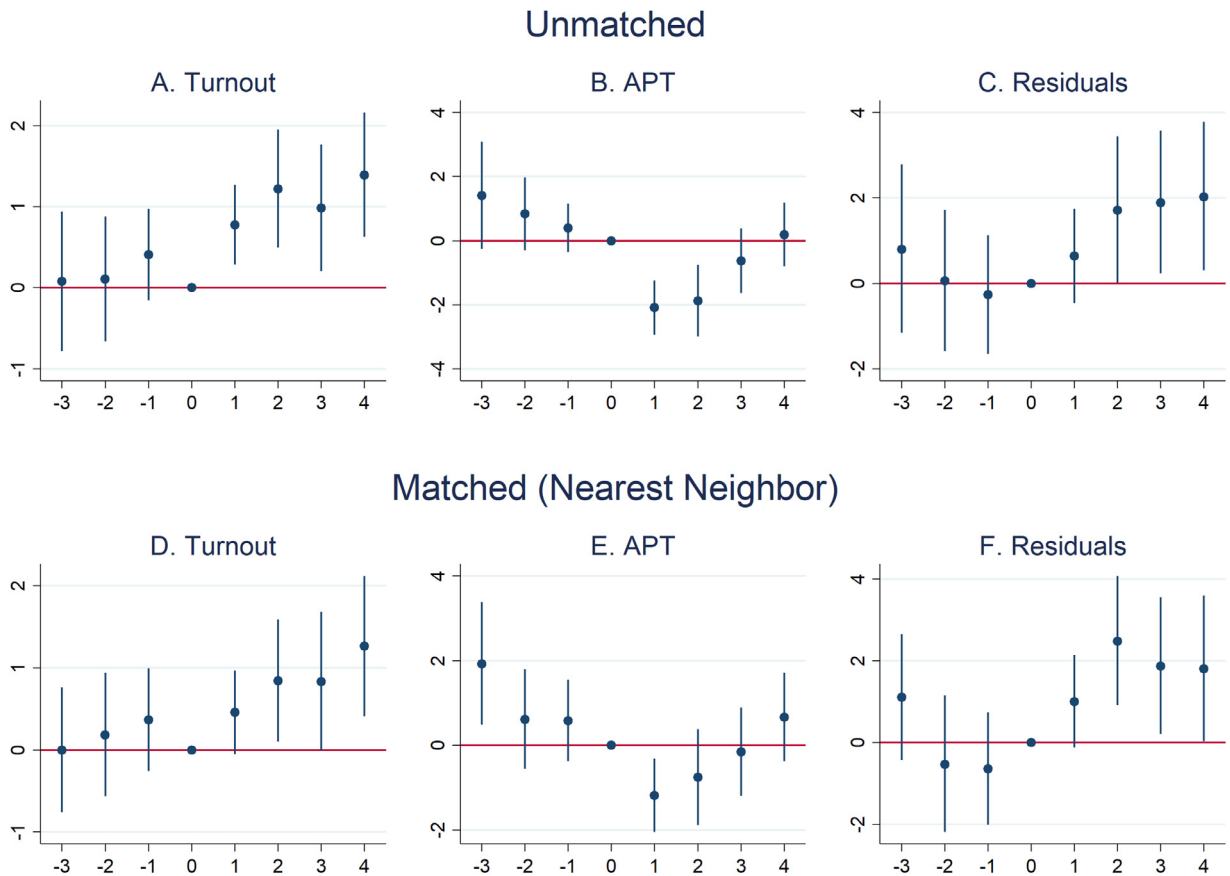 Unmatched
A. Turnout
B. APT
C. Residuals
2
1
0
-1
4
2
0
-2
-4
4
2
0
-2
-3 -2 -1 0 1 2 3 4
-3 -2 -1 0 1 2 3 4
-3 -2 -1 0 1 2 3 4
Matched (Nearest Neighbor)
D. Turnout
E. APT
F. Residuals
2
1
0
-1
4
2
0
-2
4
2
0
-2
-3 -2 -1 0 1 2 3 4
-3 -2 -1 0 1 2 3 4
-3 -2 -1 0 1 2 3 4